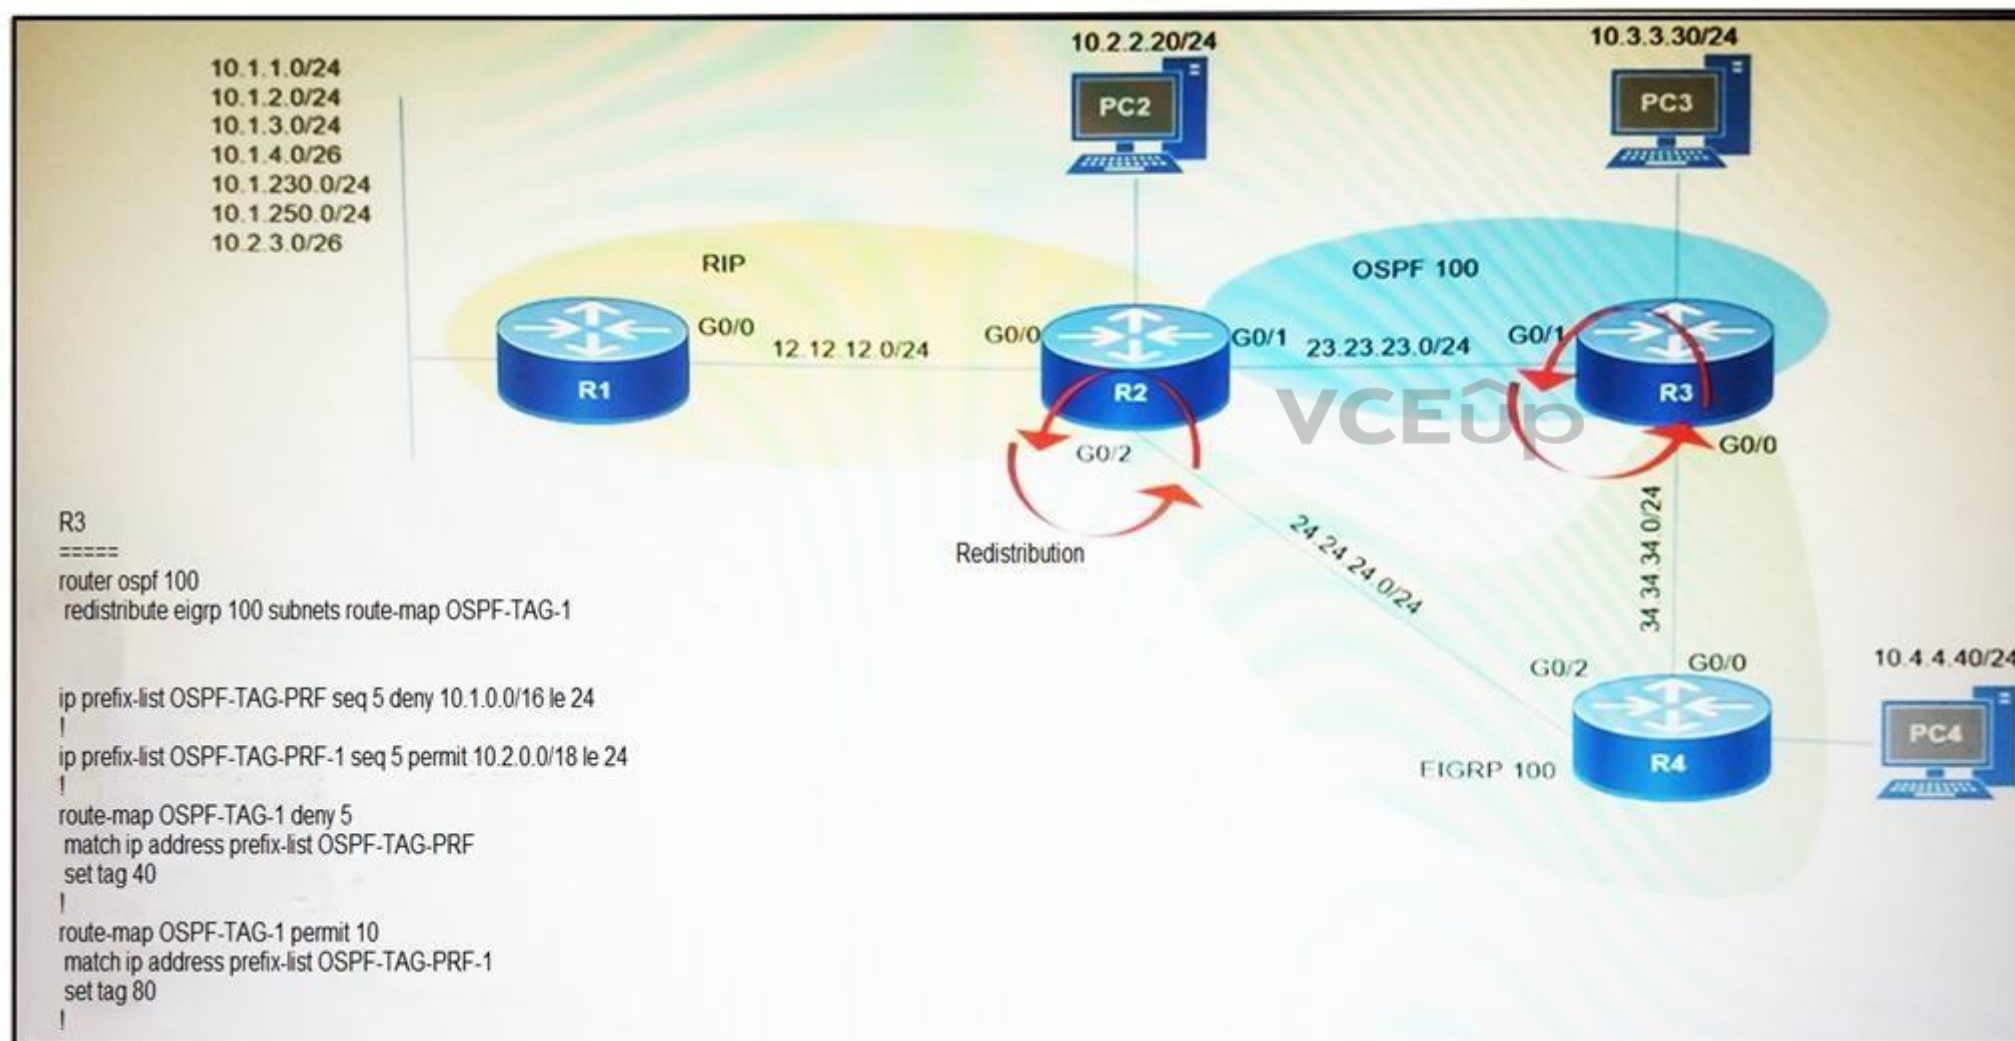 10.1.1.0/24
10.1.2.0/24
10.1.3.0/24
10.1.4.0/26
10.1.230.0/24
10.1.250.0/24
10.2.3.0/26
10.2.2.20/24
10.3.3.30/24
PC2
PC3
RIP
OSPF 100
G0/0
12.12.12.0/24
G0/0
G0/1
23.23.23.0/24
G0/1
R1
R2
R3
VCEûp
G0/2
G0/0
Redistribution
24.24.24.0/24
34.34.34.0/24
G0/2
G0/0
10.4.4.40/24
EIGRP 100
R4
PC4
R3
=====
router ospf 100
redistribute eigrp 100 subnets route-map OSPF-TAG-1
ip prefix-list OSPF-TAG-PRF seq 5 deny 10.1.0.0/16 le 24
!
ip prefix-list OSPF-TAG-PRF-1 seq 5 permit 10.2.0.0/18 le 24
!
route-map OSPF-TAG-1 deny 5
match ip address prefix-list OSPF-TAG-PRF
set tag 40
!
route-map OSPF-TAG-1 permit 10
match ip address prefix-list OSPF-TAG-PRF-1
set tag 80
!